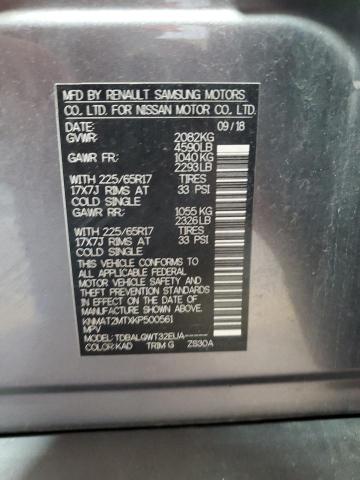 MFD BY RENAULT SAMSUNG MOTORS
CO., LTD. FOR NISSAN MOTOR CO., LTD.
DATE: 09/18
GVWR: 2082KG
4590LB
GAWR FR: 1040 KG
2293LB
WITH 225/65R17 TIRES
17X7J RIMS AT 33 PSI
COLD SINGLE
GAWR RR: 1055 KG
2326LB
WITH 225/65R17 TIRES
17X7J RIMS AT 33 PSI
COLD SINGLE
THIS VEHICLE CONFORMS
TO ALL APPLICABLE FEDERAL
MOTOR VEHICLE SAFETY AND
THEFT PREVENTION STANDARDS
IN EFFECT ON THE DATE OF
MANUFACTURE SHOWN ABOVE.
KNMAT2MTXKP500561
MPV
MODEL: TDBALGWT32EUA-----
COLOR: KAD TRIM G ZS30A